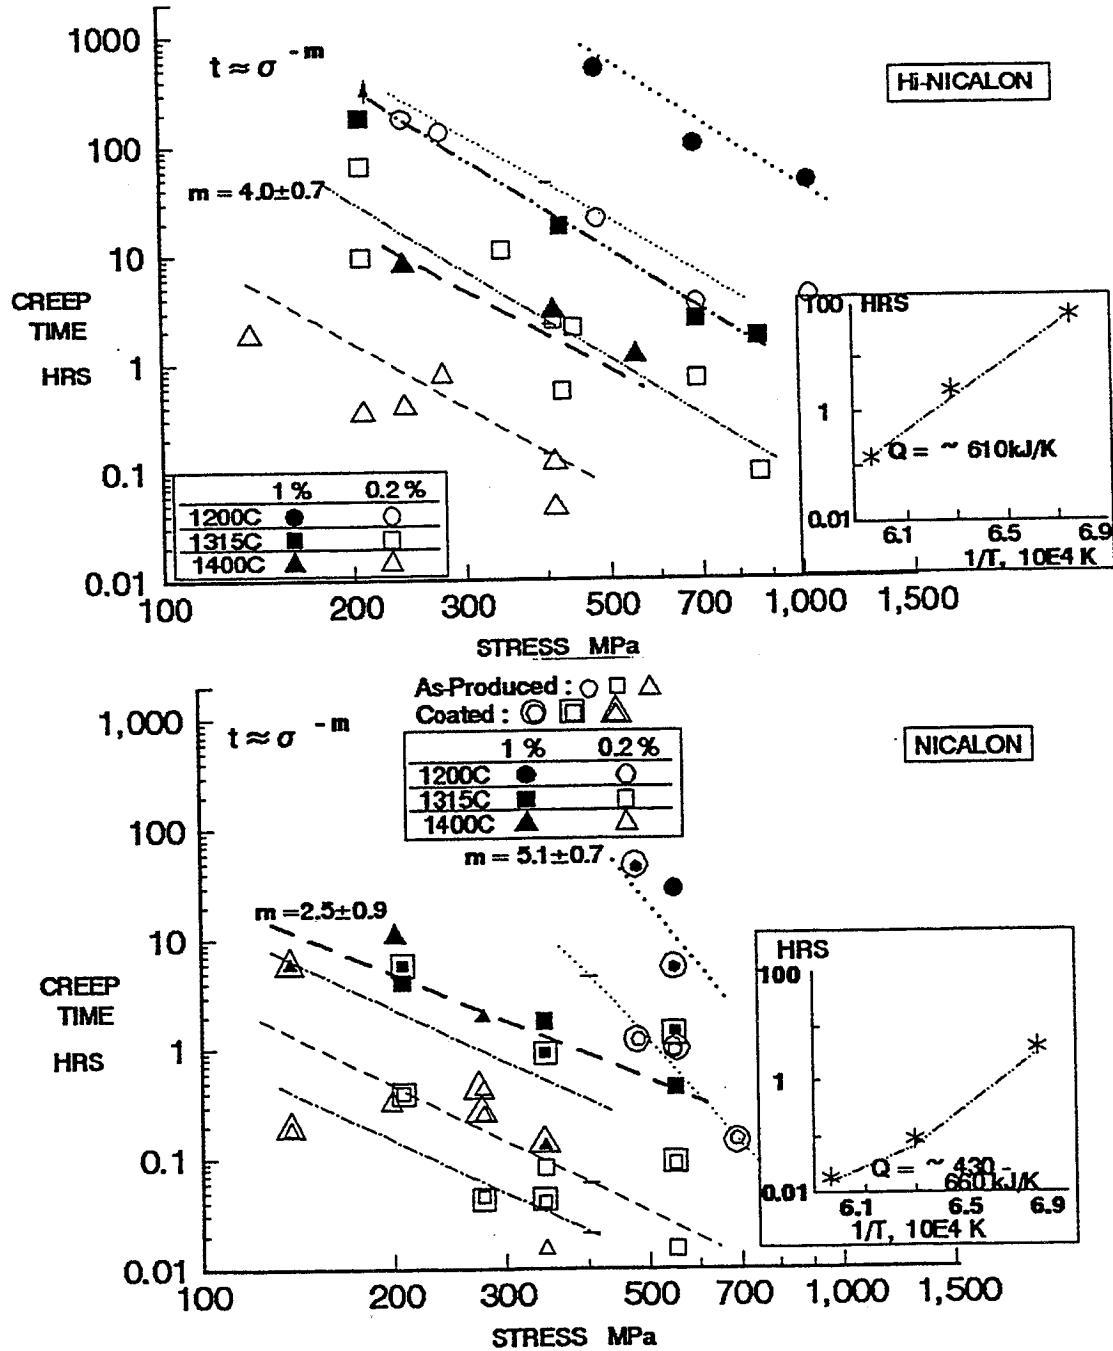 1000
t ≈ σ -m
Hi-NICALON
100
m = 4.0±0.7
10
CREEP
TIME
HRS
1
0.1
0.01
1 % 0.2 %
1200C
1315C
1400C
100 HRS
1
Q = ~ 610kJ/K
0.01
6.1 6.5 6.9
1/T, 10E4 K
100 200 300 500 700 1,000 1,500
STRESS MPa
As-Produced :
Coated :
1,000
t ≈ σ -m
NICALON
1 % 0.2 %
1200C
1315C
1400C
100
m = 5.1±0.7
m =2.5±0.9
10
CREEP
TIME
HRS
1
0.1
0.01
HRS
100
1
Q = ~ 430 -
660 kJ/K
0.01
6.1 6.5 6.9
1/T, 10E4 K
100 200 300 500 700 1,000 1,500
STRESS MPa